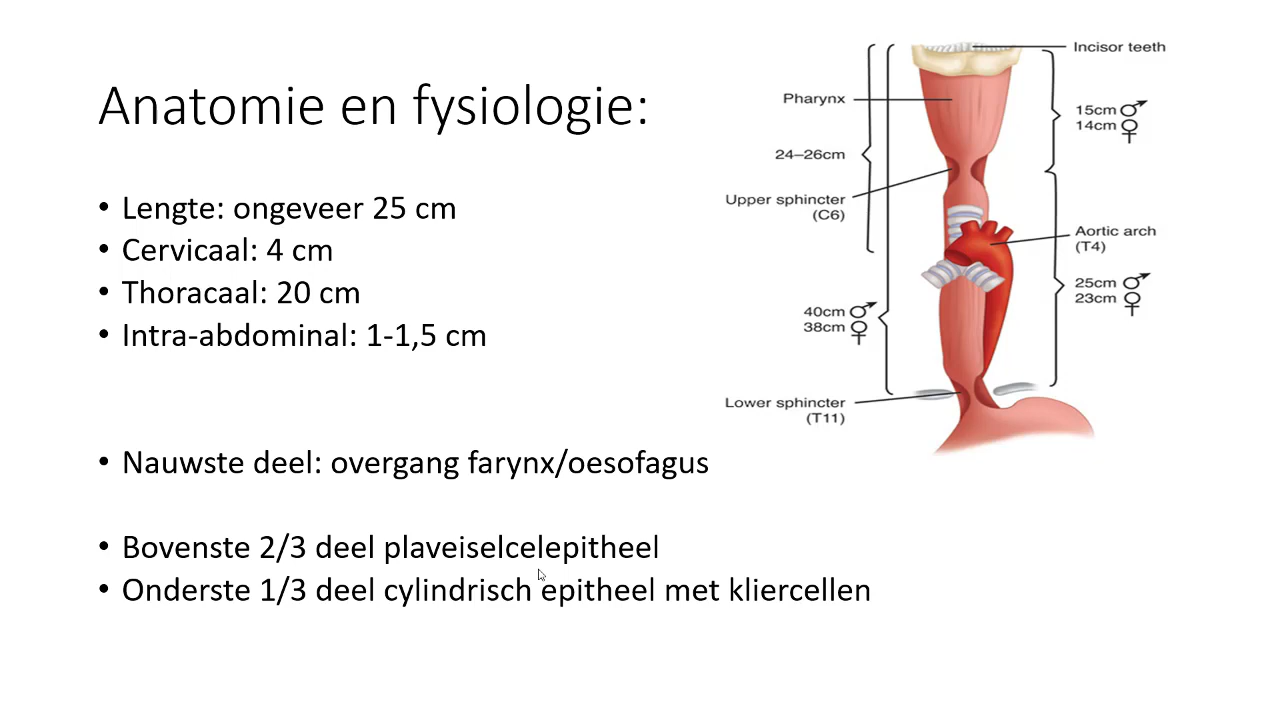 Anatomie en fysiologie:
• Lengte: ongeveer 25 cm
• Cervicaal: 4 cm
• Thoracaal: 20 cm
• Intra-abdominal: 1-1,5 cm
• Nauwste deel: overgang farynx/oesofagus
• Bovenste 2/3 deel plaveiselcelepitheel
• Onderste 1/3 deel cylindrisch epitheel met kliercellen
Incisor teeth
Pharynx
15cm ♂
14cm ♀
24–26cm
Upper sphincter
(C6)
Aortic arch
(T4)
25cm ♂
23cm ♀
40cm ♂
38cm ♀
Lower sphincter
(T11)